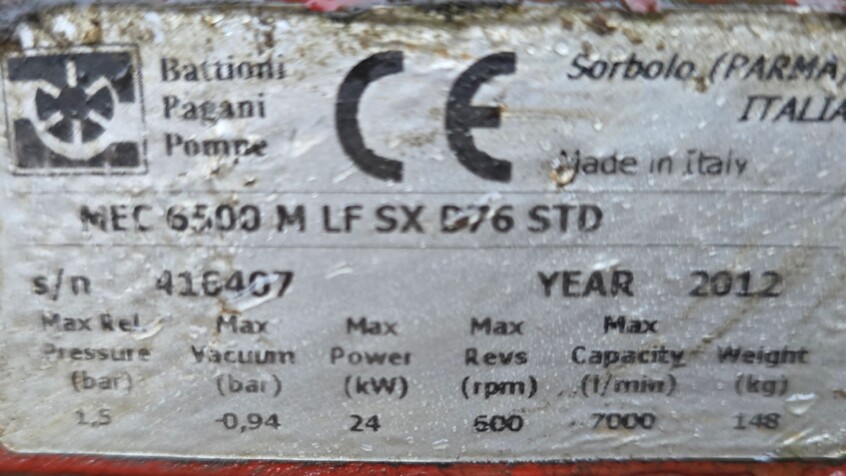 Battioni
Pagani
Pompe
CE
Sorbolo (PARMA)
ITALIA
Made in Italy
MEC 6500 M LF SX D76 STD
s/n 416467 YEAR 2012
Max Rel Max Max Max Max
Pressure Vacuum Power Revs Capacity Weight
(bar) (bar) (kW) (rpm) (l/min) (kg)
1,5 -0,94 24 600 7000 148